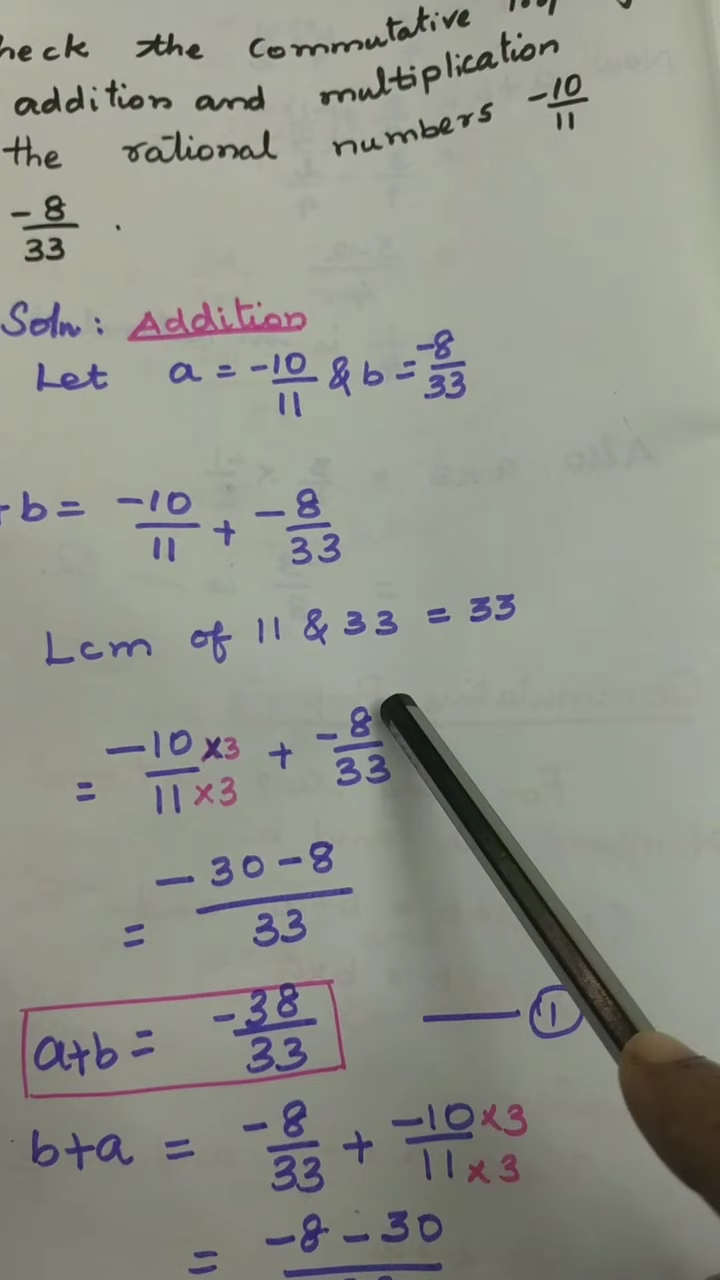 heck the commutative
addition and multiplication
the rational numbers -10/11
-8/33 .
Soln: Addition
Let a = -10/11 & b = -8/33
+b = -10/11 + -8/33
Lcm of 11 & 33 = 33
= -10×3/11×3 + -8/33
= -30-8/33
a+b = -38/33 —— ①
b+a = -8/33 + -10×3/11×3
= -8-30